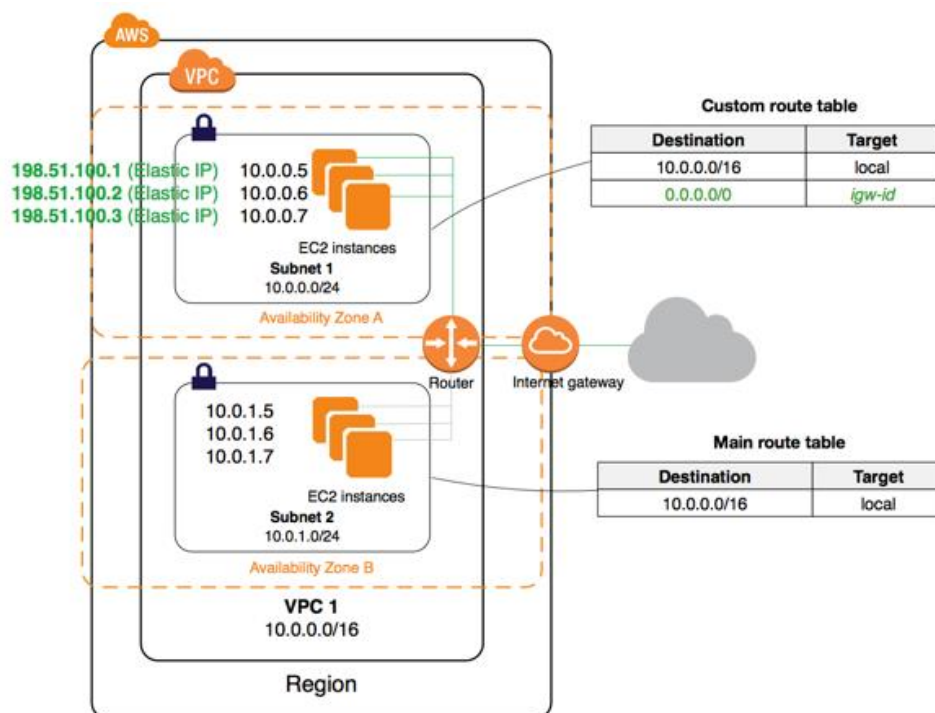 AWS
VPC
198.51.100.1 (Elastic IP) 10.0.0.5
198.51.100.2 (Elastic IP) 10.0.0.6
198.51.100.3 (Elastic IP) 10.0.0.7
EC2 instances
Subnet 1
10.0.0.0/24
Availability Zone A
Custom route table
Destination Target
10.0.0.0/16 local
0.0.0.0/0 igw-id
Router
Internet gateway
10.0.1.5
10.0.1.6
10.0.1.7
EC2 instances
Subnet 2
10.0.1.0/24
Availability Zone B
Main route table
Destination Target
10.0.0.0/16 local
VPC 1
10.0.0.0/16
Region